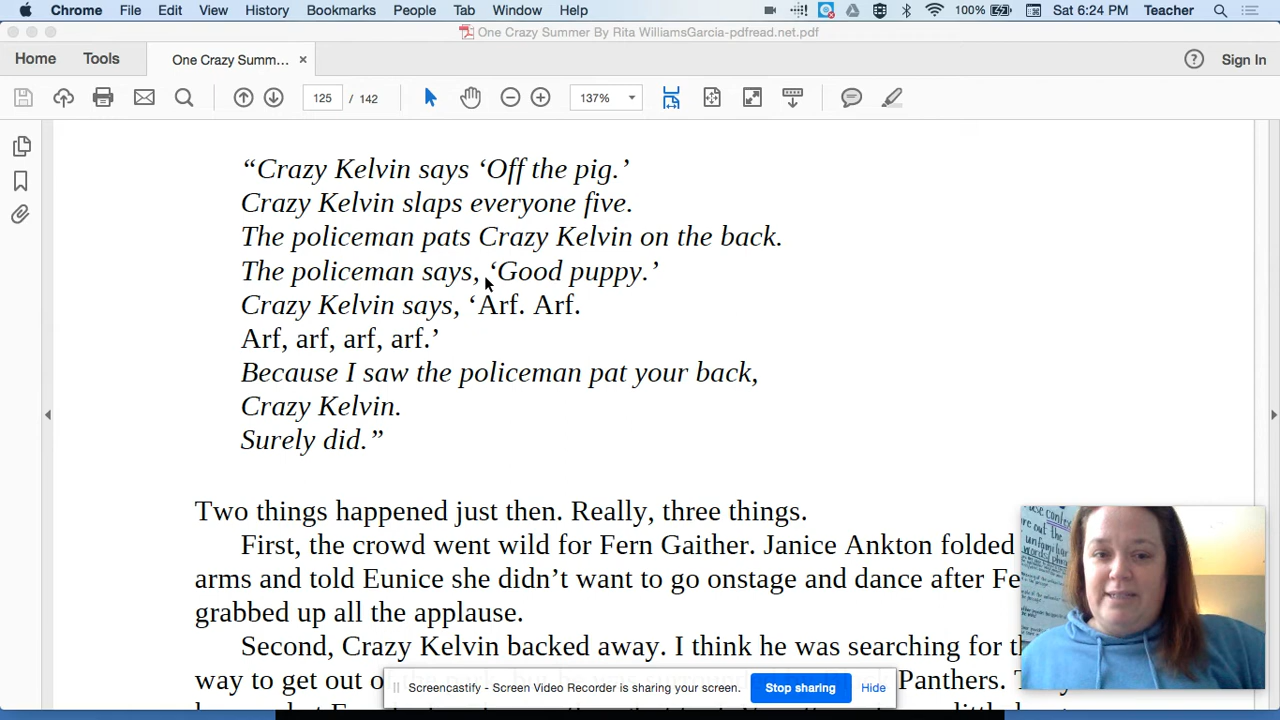 Chrome File Edit View History Bookmarks People Tab Window Help 100% Sat 6:24 PM Teacher
One Crazy Summer By Rita WilliamsGarcia-pdfread.net.pdf
Home Tools One Crazy Summ... × Sign In
125 / 142 137%
“Crazy Kelvin says ‘Off the pig.’
Crazy Kelvin slaps everyone five.
The policeman pats Crazy Kelvin on the back.
The policeman says, ‘Good puppy.’
Crazy Kelvin says, ‘Arf. Arf.
Arf, arf, arf, arf.’
Because I saw the policeman pat your back,
Crazy Kelvin.
Surely did.”
Two things happened just then. Really, three things.
First, the crowd went wild for Fern Gaither. Janice Ankton folded
arms and told Eunice she didn’t want to go onstage and dance after Fe
grabbed up all the applause.
Second, Crazy Kelvin backed away. I think he was searching for th
way to get out o Panthers. T
Screencastify - Screen Video Recorder is sharing your screen. Stop sharing Hide
little